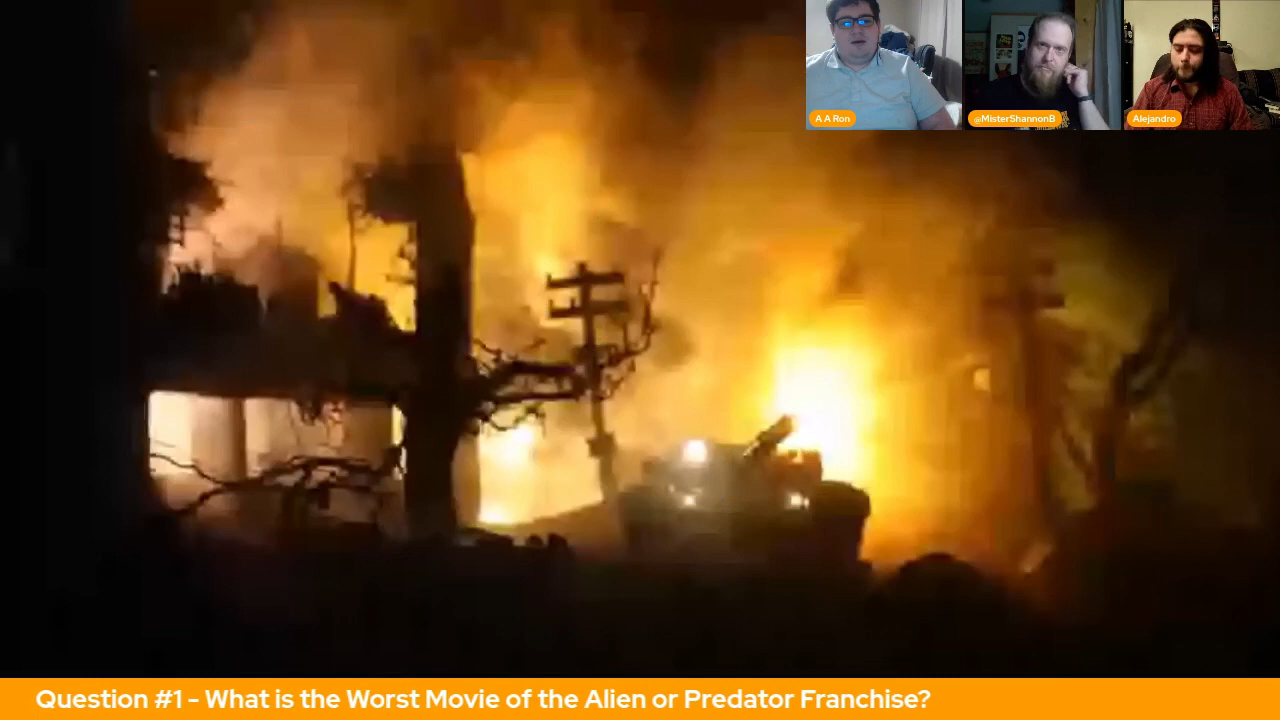 A A Ron
@MisterShannonB
Alejandro
Question #1 - What is the Worst Movie of the Alien or Predator Franchise?